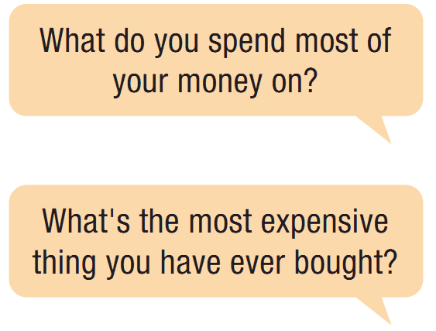 What do you spend most of
your money on?
What's the most expensive
thing you have ever bought?